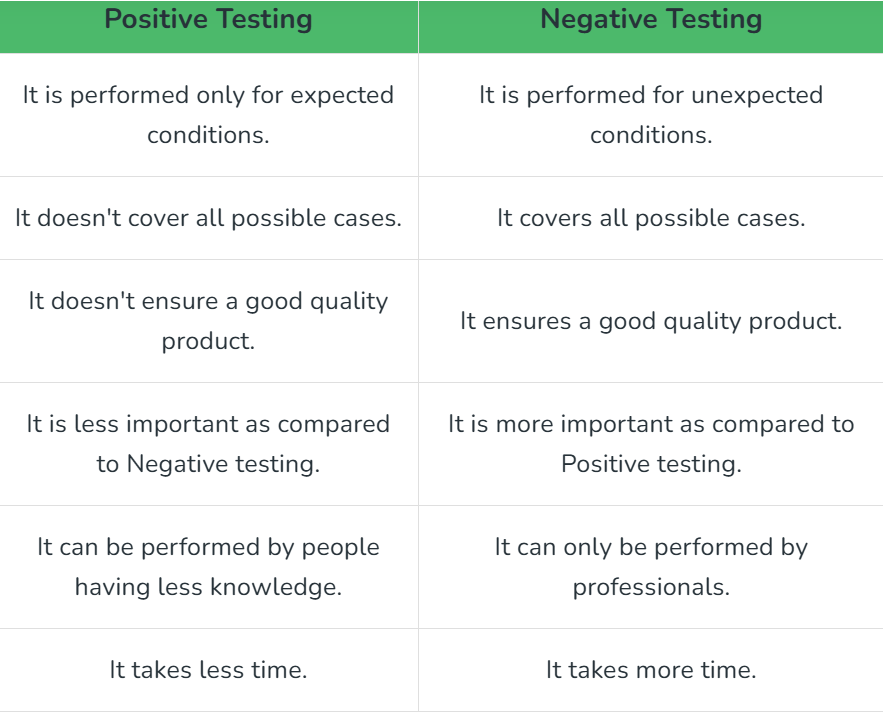 Positive Testing
Negative Testing
It is performed only for expected
conditions.
It is performed for unexpected
conditions.
It doesn't cover all possible cases.
It covers all possible cases.
It doesn't ensure a good quality
product.
It ensures a good quality product.
It is less important as compared
to Negative testing.
It is more important as compared to
Positive testing.
It can be performed by people
having less knowledge.
It can only be performed by
professionals.
It takes less time.
It takes more time.